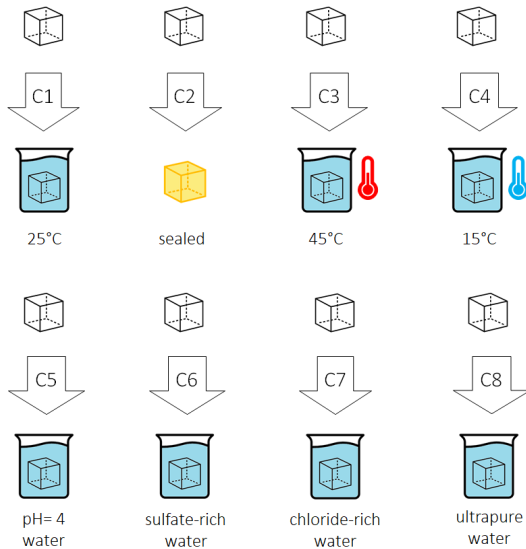 C1 C2 C3 C4
25°C sealed 45°C 15°C
C5 C6 C7 C8
pH= 4 sulfate-rich chloride-rich ultrapure
water water water water